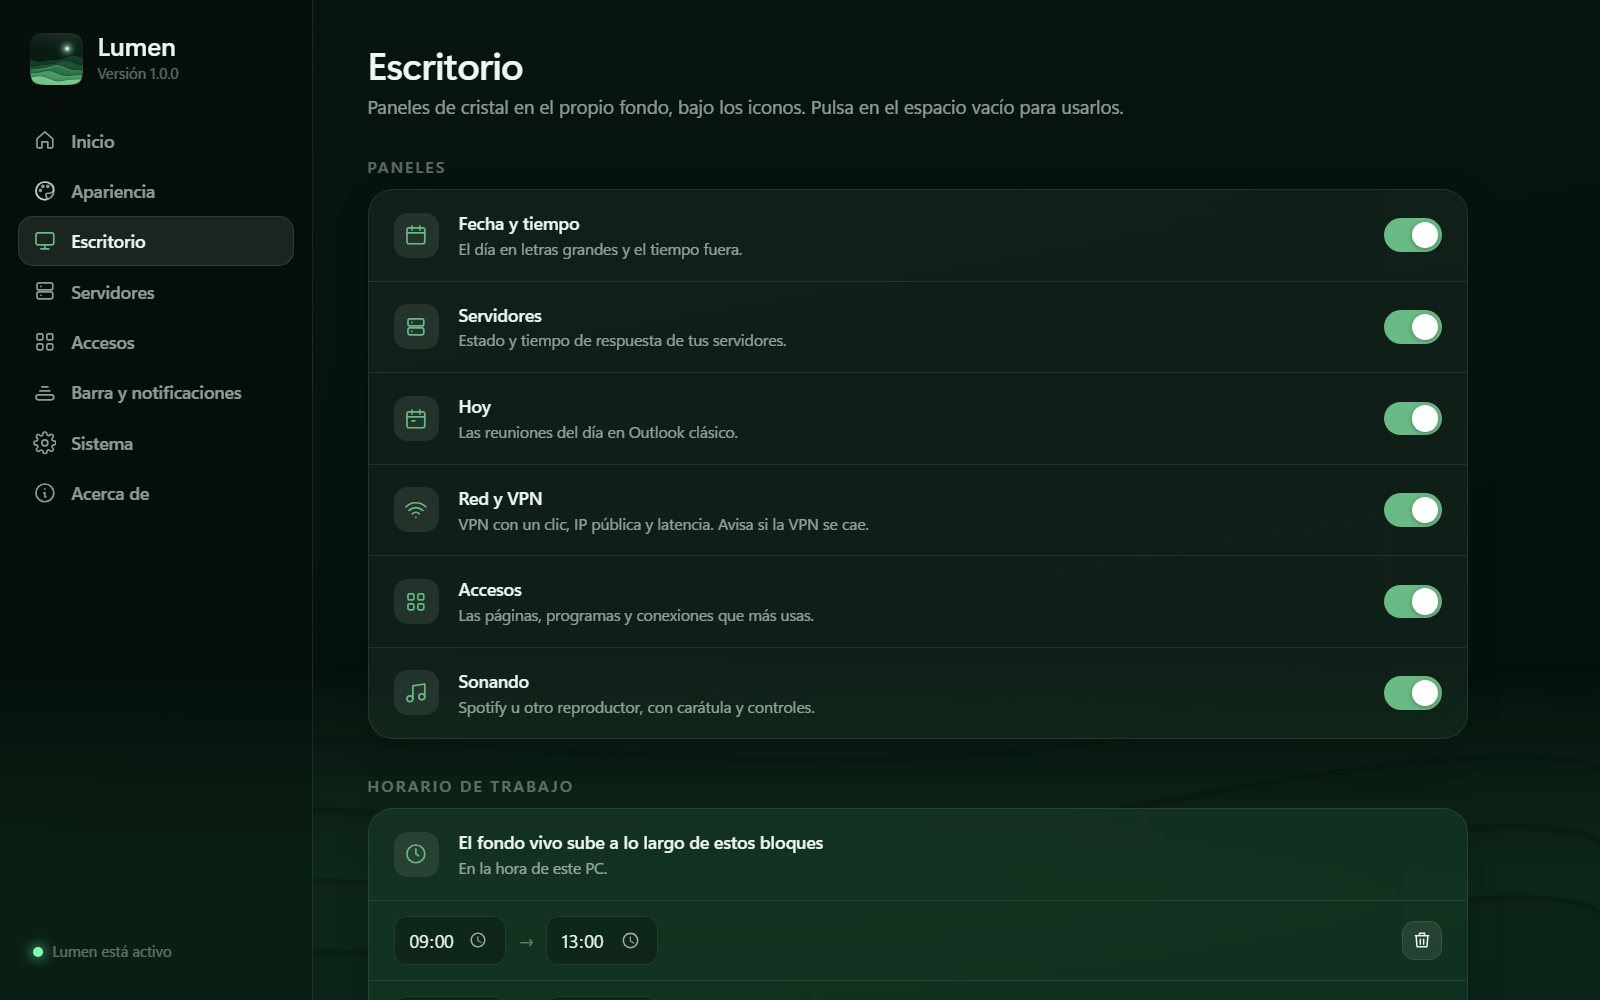 Lumen
Versión 1.0.0
Inicio
Apariencia
Escritorio
Servidores
Accesos
Barra y notificaciones
Sistema
Acerca de
Lumen está activo
Escritorio
Paneles de cristal en el propio fondo, bajo los iconos. Pulsa en el espacio vacío para usarlos.
PANELES
Fecha y tiempo
El día en letras grandes y el tiempo fuera.
Servidores
Estado y tiempo de respuesta de tus servidores.
Hoy
Las reuniones del día en Outlook clásico.
Red y VPN
VPN con un clic, IP pública y latencia. Avisa si la VPN se cae.
Accesos
Las páginas, programas y conexiones que más usas.
Sonando
Spotify u otro reproductor, con carátula y controles.
HORARIO DE TRABAJO
El fondo vivo sube a lo largo de estos bloques
En la hora de este PC.
09:00 → 13:00